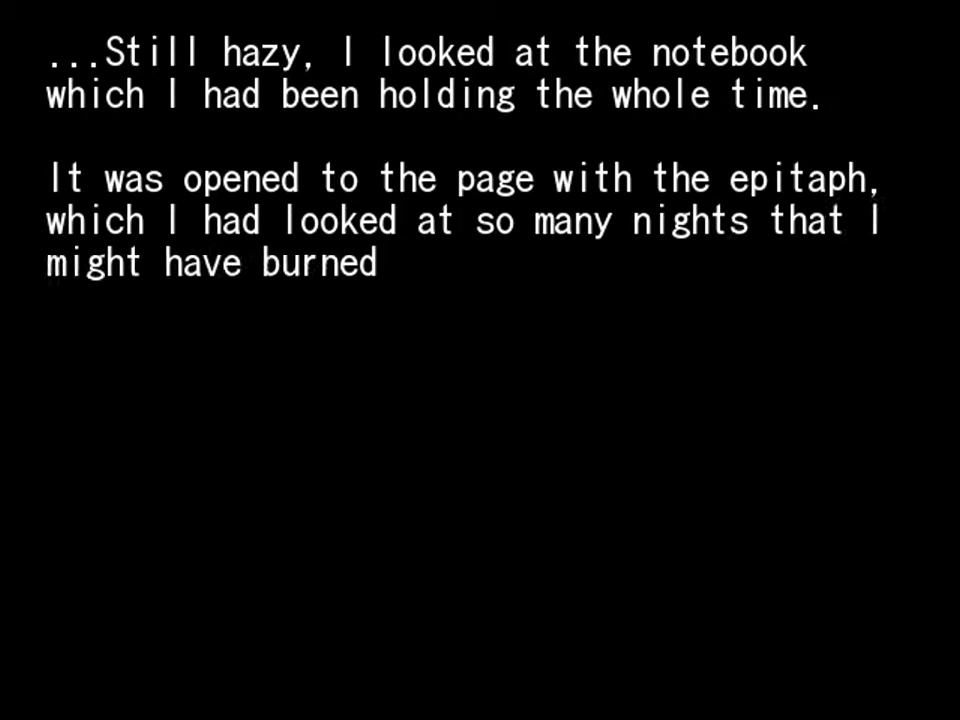 ...Still hazy, I looked at the notebook
which I had been holding the whole time.
It was opened to the page with the epitaph,
which I had looked at so many nights that I
might have burned